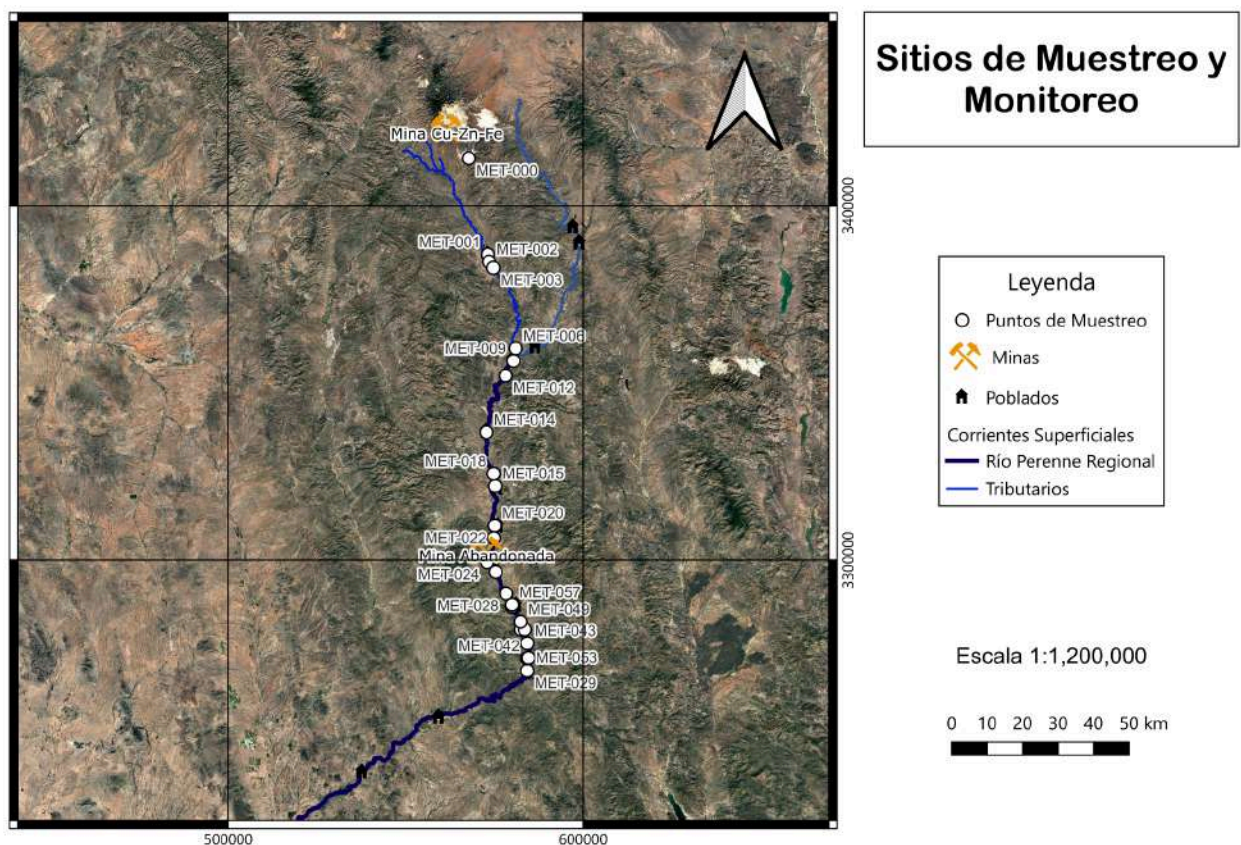 Sitios de Muestreo y
Monitoreo
Mina Cu-Zn-Fe
MET-000
3400000
MET-001
MET-002
MET-003
MET-006
MET-009
MET-012
MET-014
MET-018
MET-015
MET-020
MET-022
Mina Abandonada
3300000
MET-024
MET-057
MET-028
MET-049
MET-043
MET-042
MET-053
MET-029
500000
600000
Leyenda
Puntos de Muestreo
Minas
Poblados
Corrientes Superficiales
Río Perenne Regional
Tributarios
Escala 1:1,200,000
0 10 20 30 40 50 km